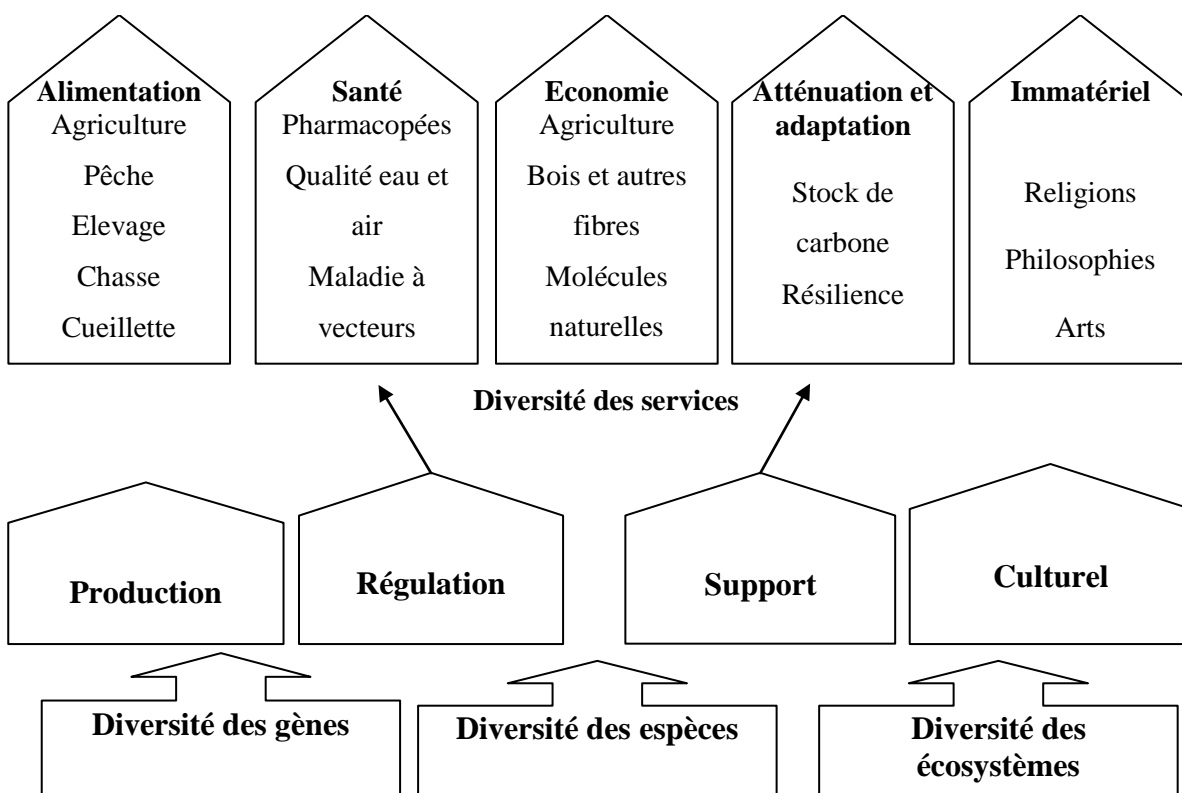 Alimentation
Agriculture
Pêche
Elevage
Chasse
Cueillette
Santé
Pharmacopées
Qualité eau et
air
Maladie à
vecteurs
Economie
Agriculture
Bois et autres
fibres
Molécules
naturelles
Atténuation et
adaptation
Stock de
carbone
Résilience
Immatériel
Religions
Philosophies
Arts
Diversité des services
Production
Régulation
Support
Culturel
Diversité des gènes
Diversité des espèces
Diversité des
écosystèmes